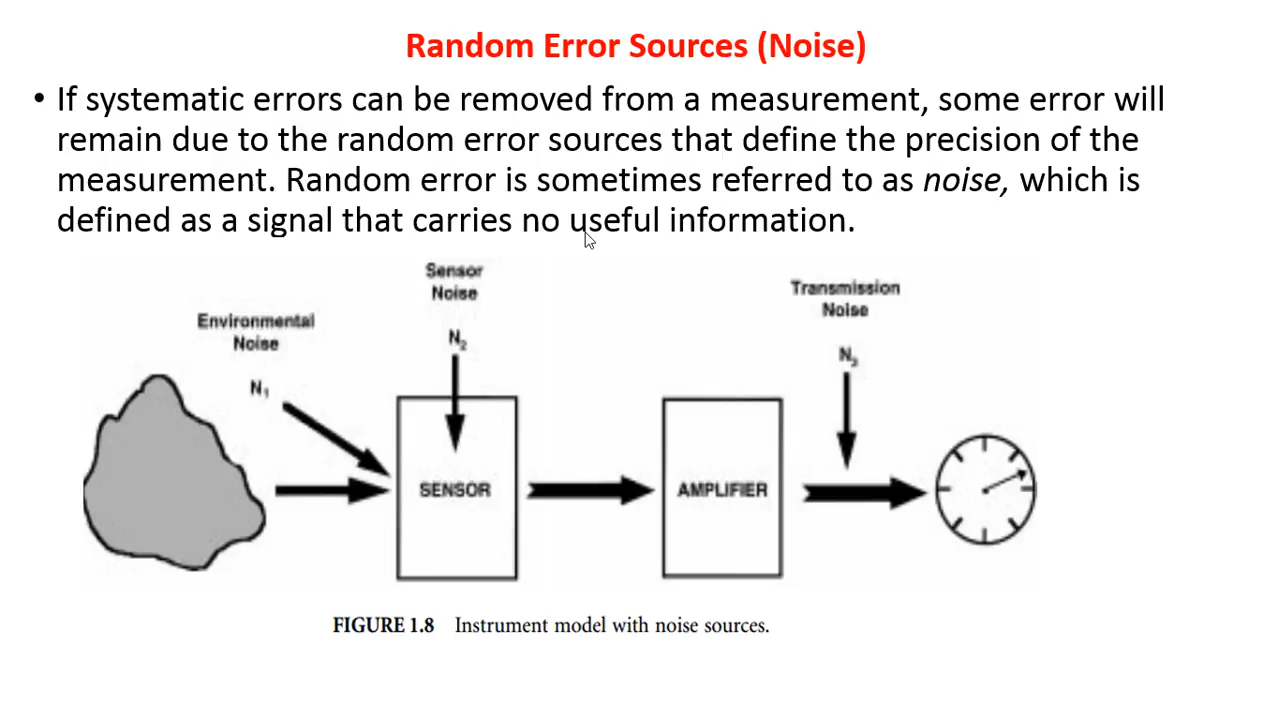 Random Error Sources (Noise)
• If systematic errors can be removed from a measurement, some error will
remain due to the random error sources that define the precision of the
measurement. Random error is sometimes referred to as noise, which is
defined as a signal that carries no useful information.
Sensor
Noise
Transmission
Noise
Environmental
Noise
N₂
N₃
N₁
SENSOR
AMPLIFIER
FIGURE 1.8 Instrument model with noise sources.